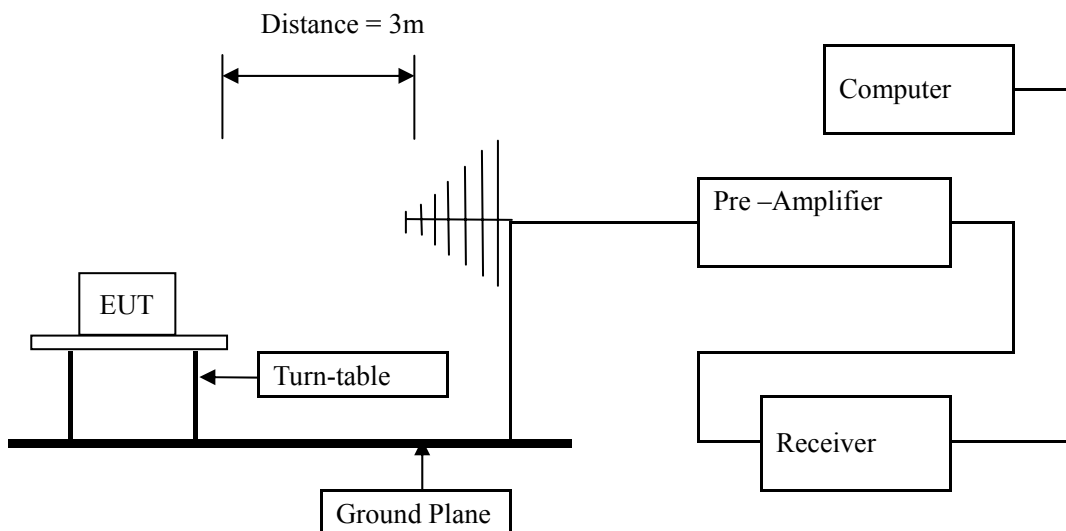 Distance = 3m
Computer
Pre –Amplifier
EUT
Turn-table
Receiver
Ground Plane